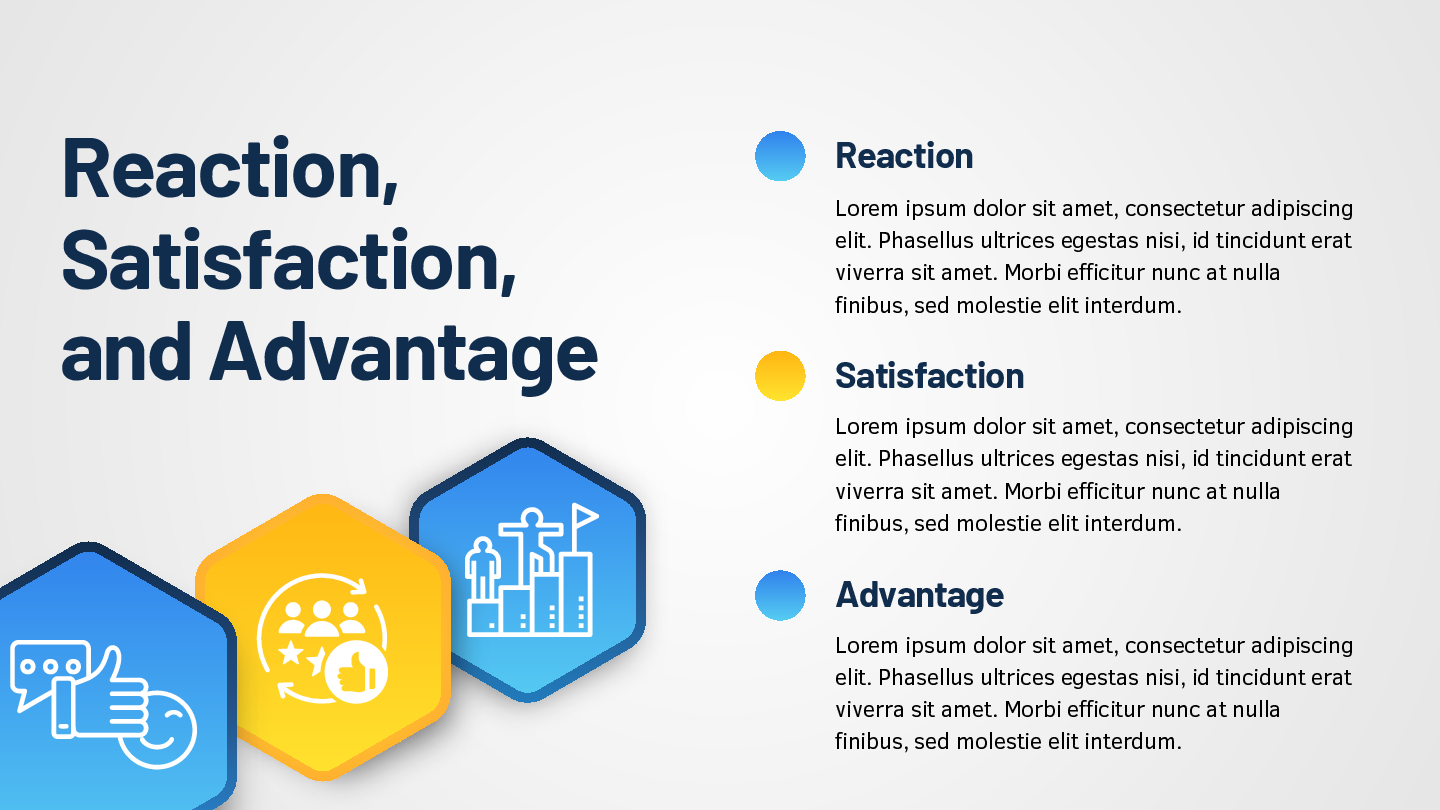 Reaction,
Satisfaction,
and Advantage
Reaction
Lorem ipsum dolor sit amet, consectetur adipiscing
elit. Phasellus ultrices egestas nisi, id tincidunt erat
viverra sit amet. Morbi efficitur nunc at nulla
finibus, sed molestie elit interdum.
Satisfaction
Lorem ipsum dolor sit amet, consectetur adipiscing
elit. Phasellus ultrices egestas nisi, id tincidunt erat
viverra sit amet. Morbi efficitur nunc at nulla
finibus, sed molestie elit interdum.
Advantage
Lorem ipsum dolor sit amet, consectetur adipiscing
elit. Phasellus ultrices egestas nisi, id tincidunt erat
viverra sit amet. Morbi efficitur nunc at nulla
finibus, sed molestie elit interdum.